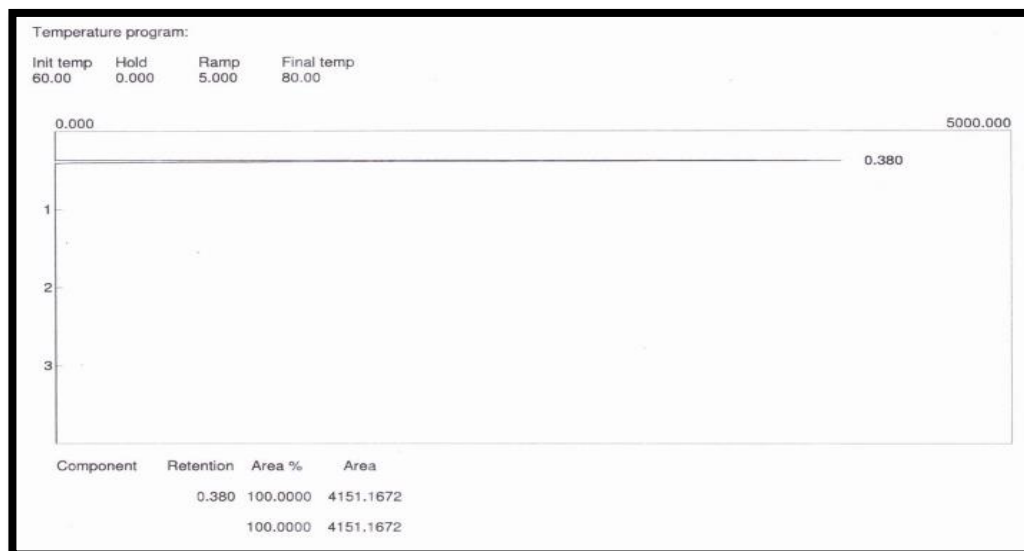 Temperature program:
Init temp Hold Ramp Final temp
60.00 0.000 5.000 80.00
0.000 5000.000
0.380
1
2
3
Component Retention Area % Area
0.380 100.0000 4151.1672
100.0000 4151.1672